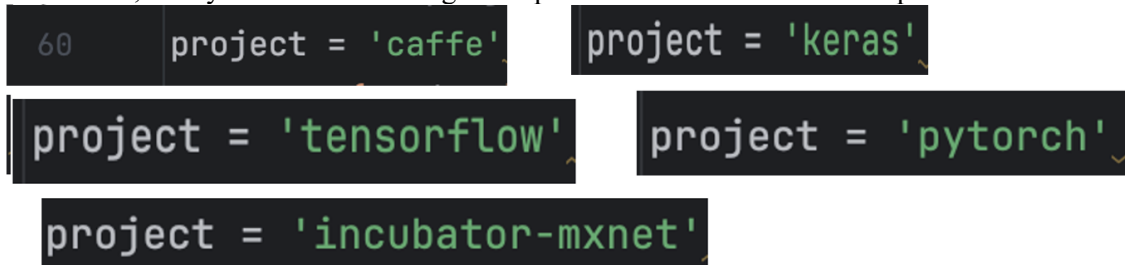 60 project = 'caffe'
project = 'keras'
project = 'tensorflow'
project = 'pytorch'
project = 'incubator-mxnet'